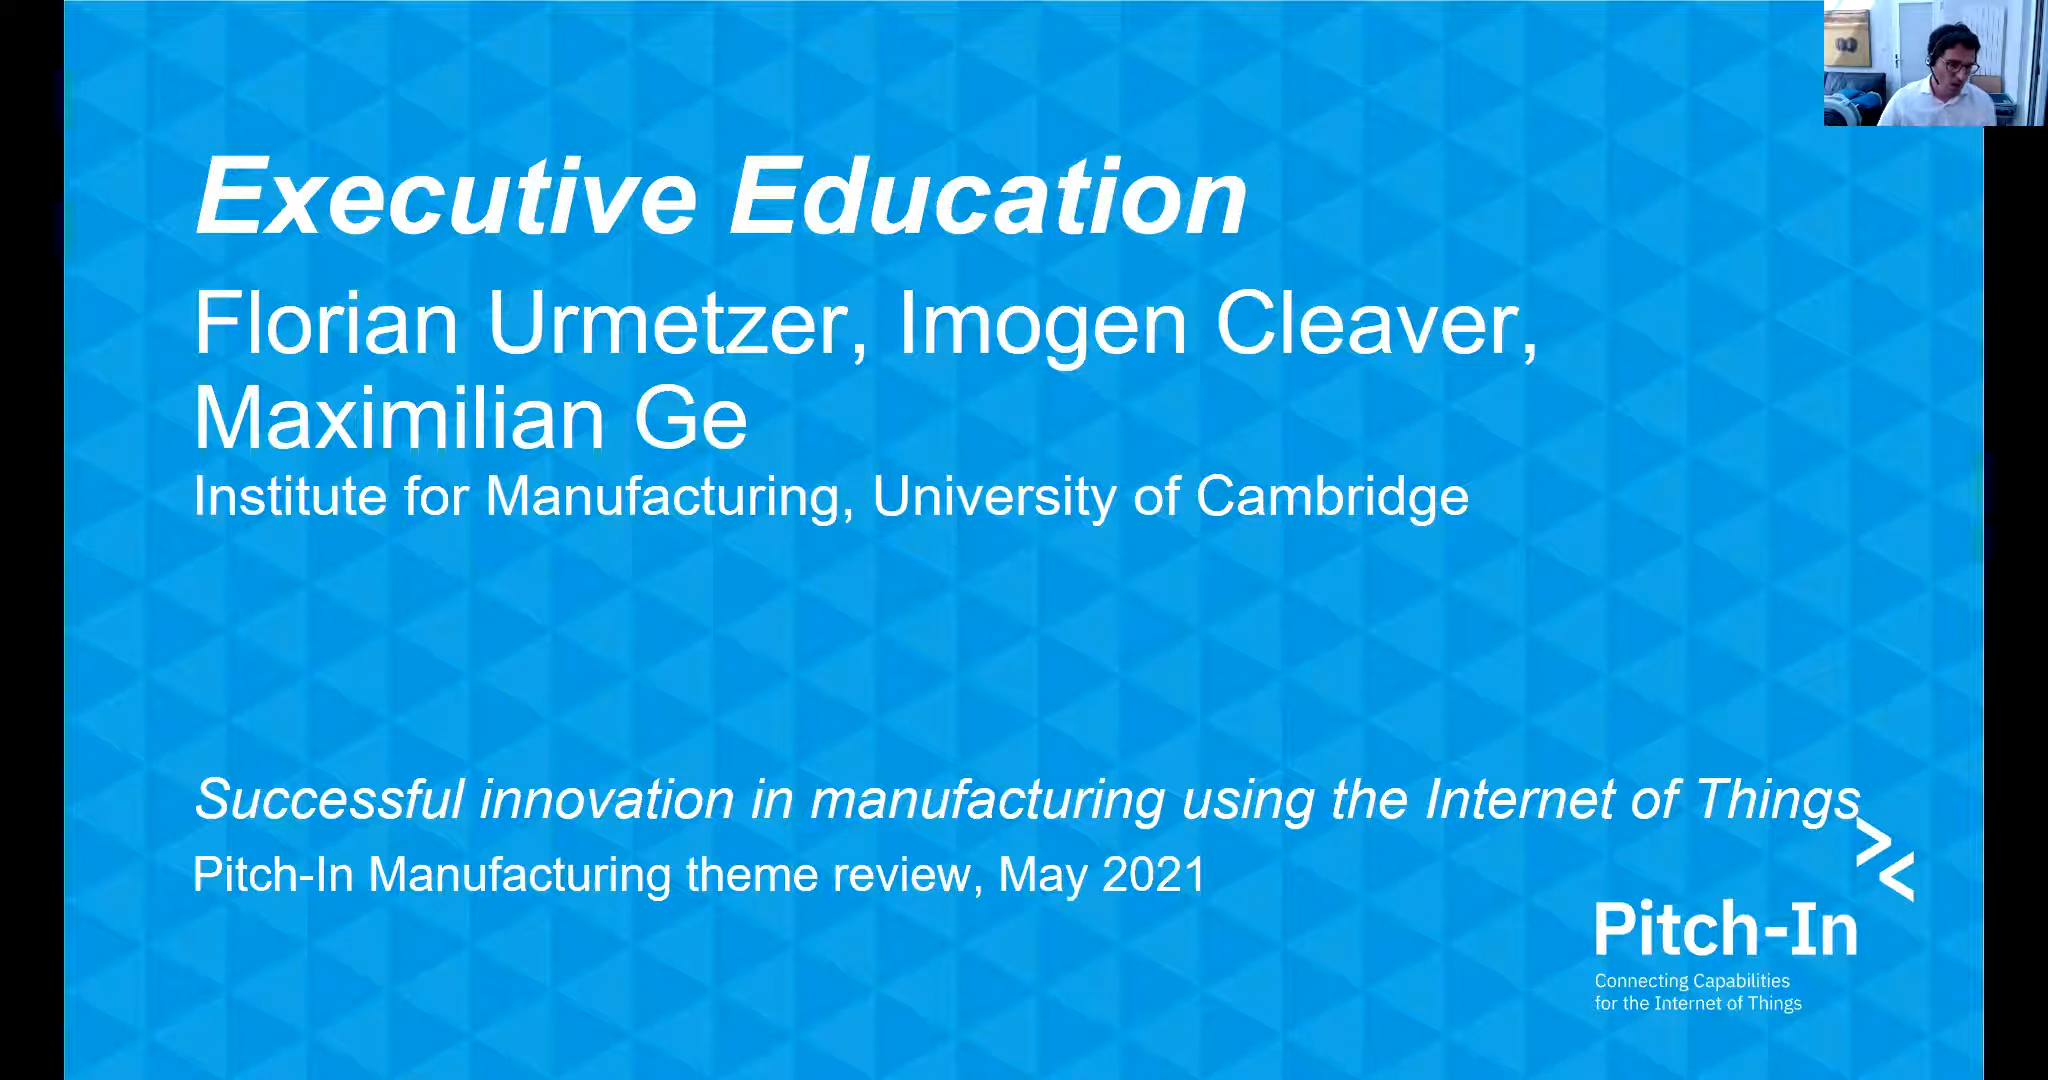 Executive Education
Florian Urmetzer, Imogen Cleaver,
Maximilian Ge
Institute for Manufacturing, University of Cambridge
Successful innovation in manufacturing using the Internet of Things
Pitch-In Manufacturing theme review, May 2021
Pitch-In
Connecting Capabilities
for the Internet of Things